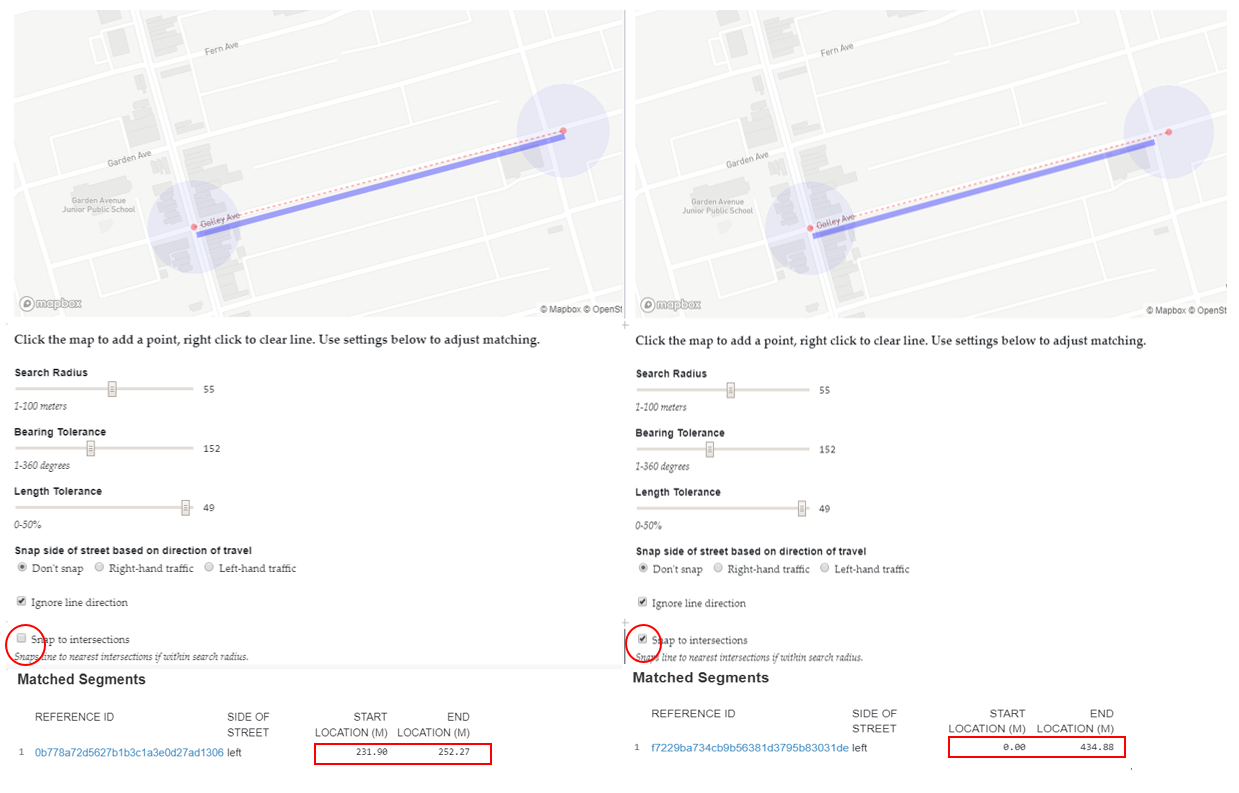 Fern Ave
Garden Ave
Garden Avenue
Junior Public School
Galley Ave
mapbox
© Mapbox © OpenSt
Click the map to add a point, right click to clear line. Use settings below to adjust matching.
Search Radius
55
1-100 meters
Bearing Tolerance
152
1-360 degrees
Length Tolerance
49
0-50%
Snap side of street based on direction of travel
Don't snap Right-hand traffic Left-hand traffic
Ignore line direction
Snap to intersections
Snaps line to nearest intersections if within search radius.
Matched Segments
REFERENCE ID SIDE OF STREET START LOCATION (M) END LOCATION (M)
1 0b778a72d5627b1b3c1a3e0d27ad1306 left 231.90 252.27
Fern Ave
Garden Ave
Garden Avenue
Junior Public School
Galley Ave
mapbox
© Mapbox © OpenSt
Click the map to add a point, right click to clear line. Use settings below to adjust matching.
Search Radius
55
1-100 meters
Bearing Tolerance
152
1-360 degrees
Length Tolerance
49
0-50%
Snap side of street based on direction of travel
Don't snap Right-hand traffic Left-hand traffic
Ignore line direction
Snap to intersections
Snaps line to nearest intersections if within search radius.
Matched Segments
REFERENCE ID SIDE OF STREET START LOCATION (M) END LOCATION (M)
1 f7229ba734cb9b56381d3795b83031de left 0.00 434.88